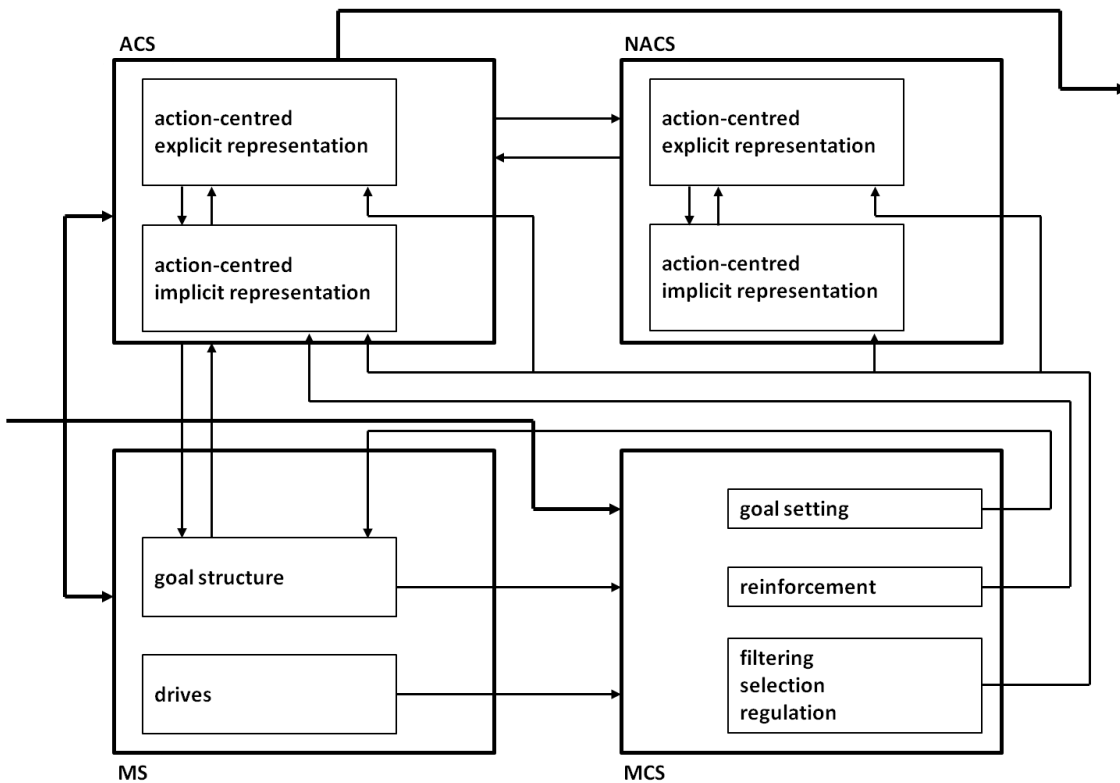 ACS
action-centred
explicit representation
action-centred
implicit representation
NACS
action-centred
explicit representation
action-centred
implicit representation
goal structure
drives
MS
goal setting
reinforcement
filtering
selection
regulation
MCS